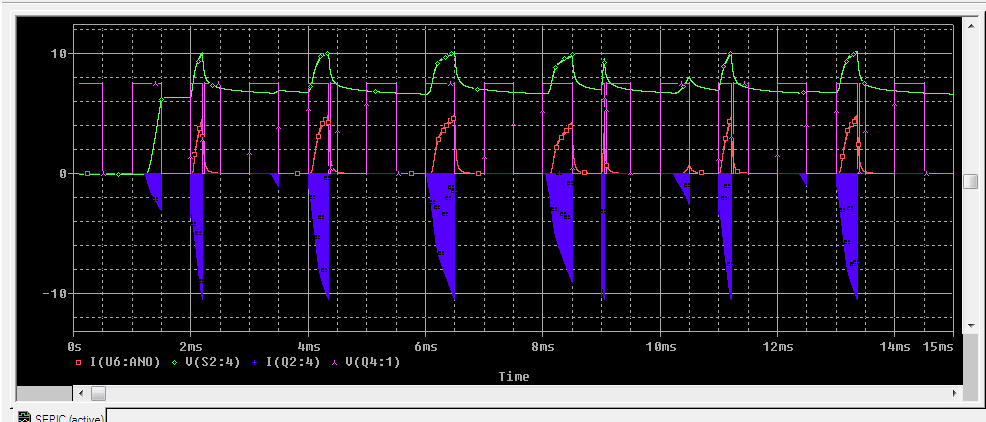 10
0
-10
0s 2ms 4ms 6ms 8ms 10ms 12ms 14ms 15ms
I(U6:ANO) V(S2:4) I(Q2:4) V(Q4:1)
Time
SEPIC (active)